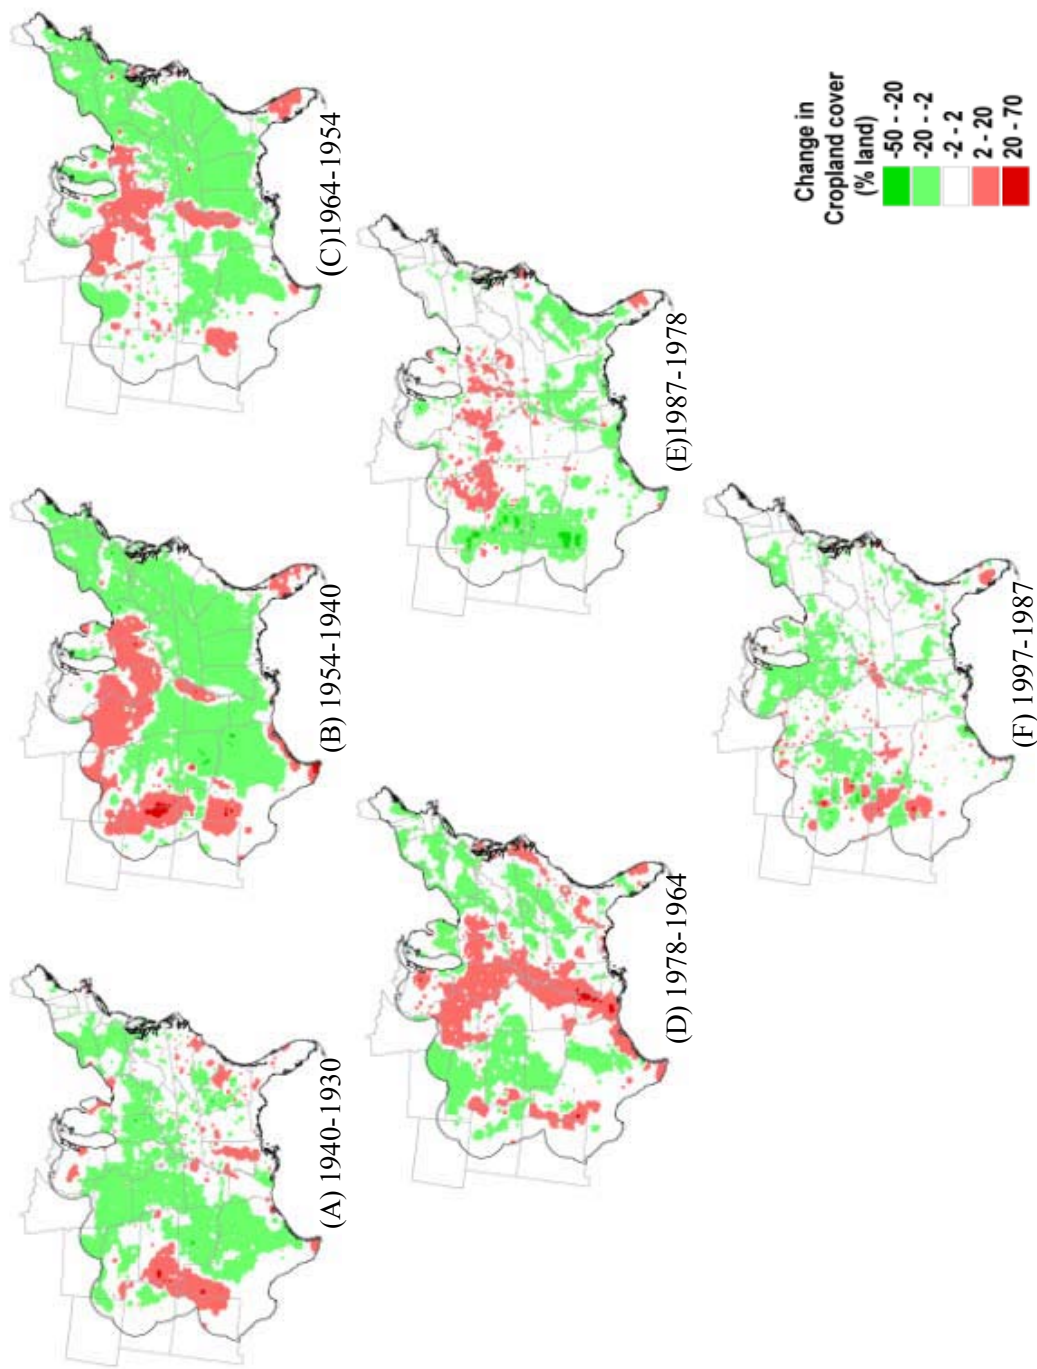 (A) 1940-1930
(B) 1954-1940
(C)1964-1954
(D) 1978-1964
(E)1987-1978
(F) 1997-1987
Change in
Cropland cover
(% land)
-50 - -20
-20 - -2
-2 - 2
2 - 20
20 - 70